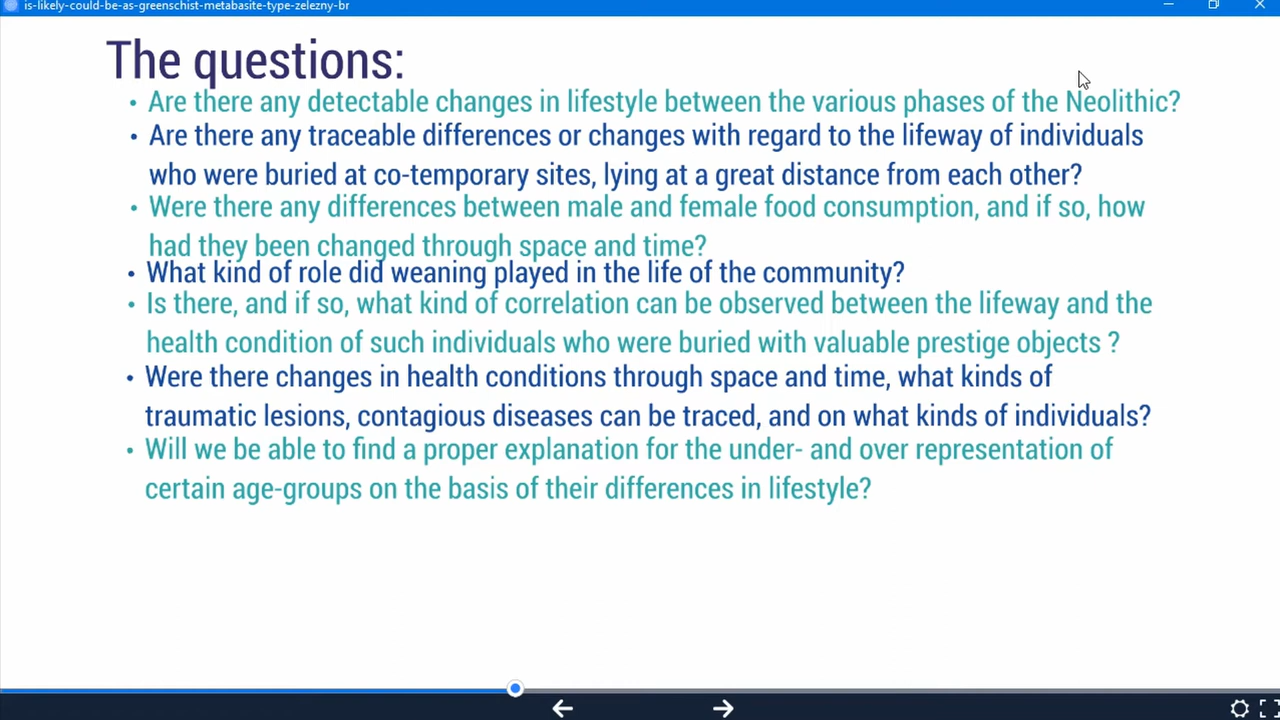 is-likely-could-be-as-greenschist-metabasite-type-zelezny-br
The questions:
• Are there any detectable changes in lifestyle between the various phases of the Neolithic?
• Are there any traceable differences or changes with regard to the lifeway of individuals
who were buried at co-temporary sites, lying at a great distance from each other?
• Were there any differences between male and female food consumption, and if so, how
had they been changed through space and time?
• What kind of role did weaning played in the life of the community?
• Is there, and if so, what kind of correlation can be observed between the lifeway and the
health condition of such individuals who were buried with valuable prestige objects ?
• Were there changes in health conditions through space and time, what kinds of
traumatic lesions, contagious diseases can be traced, and on what kinds of individuals?
• Will we be able to find a proper explanation for the under- and over representation of
certain age-groups on the basis of their differences in lifestyle?